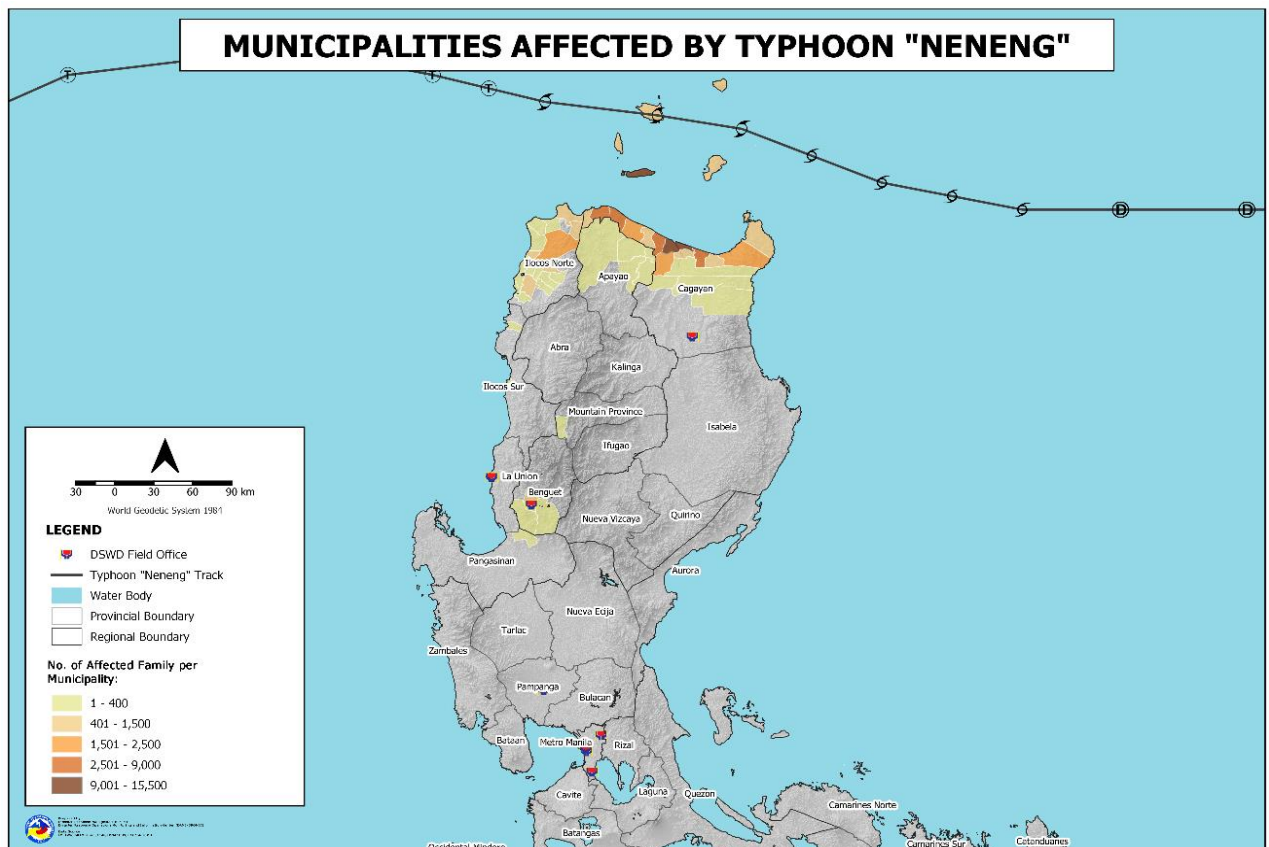 MUNICIPALITIES AFFECTED BY TYPHOON "NENENG"
T
T
T
D
D
Ilocos Norte
Apayao
Cagayan
Abra
Kalinga
Ilocos Sur
Mountain Province
Isabela
Ifugao
La Union
Benguet
Nueva Vizcaya
Quirino
Pangasinan
Aurora
Nueva Ecija
Tarlac
Zambales
Pampanga
Bulacan
Bataan
Metro Manila
Rizal
Cavite
Laguna
Quezon
Camarines Norte
Batangas
Occidental Mindoro
Camarines Sur
Catanduanes
30 0 30 60 90 km
World Geodetic System 1984
LEGEND
DSWD Field Office
Typhoon "Neneng" Track
Water Body
Provincial Boundary
Regional Boundary
No. of Affected Family per
Municipality:
1 - 400
401 - 1,500
1,501 - 2,500
2,501 - 9,000
9,001 - 15,500